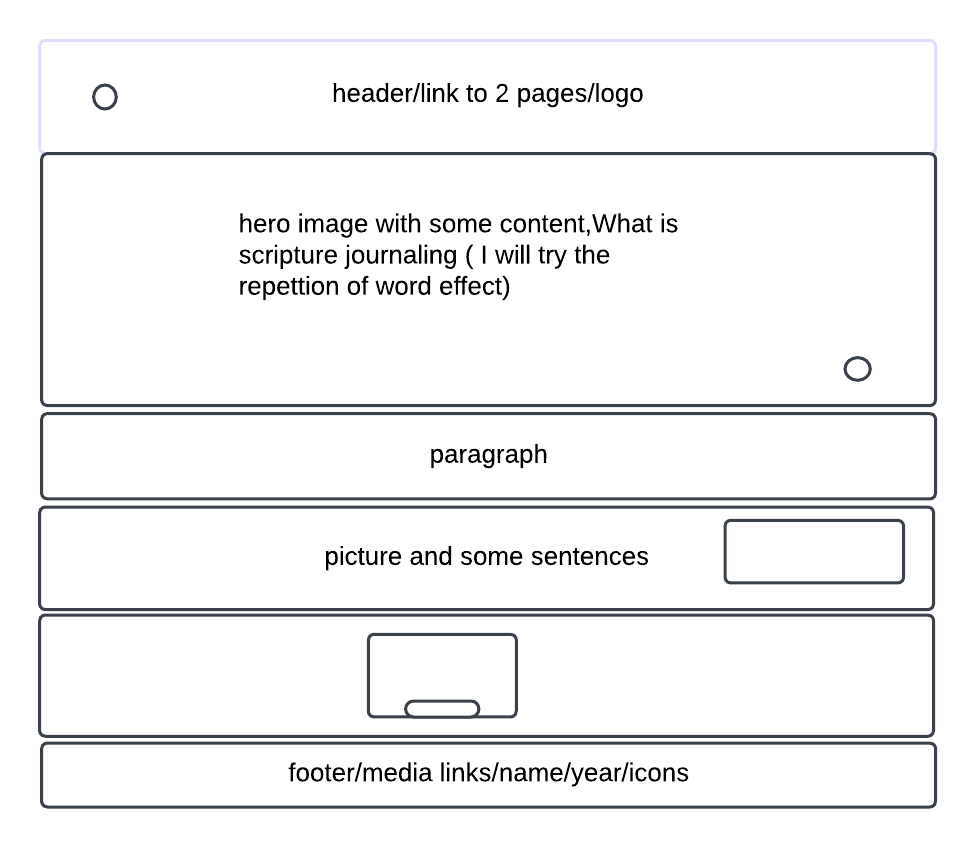 header/link to 2 pages/logo
hero image with some content,What is
scripture journaling ( I will try the
repettion of word effect)
paragraph
picture and some sentences
footer/media links/name/year/icons